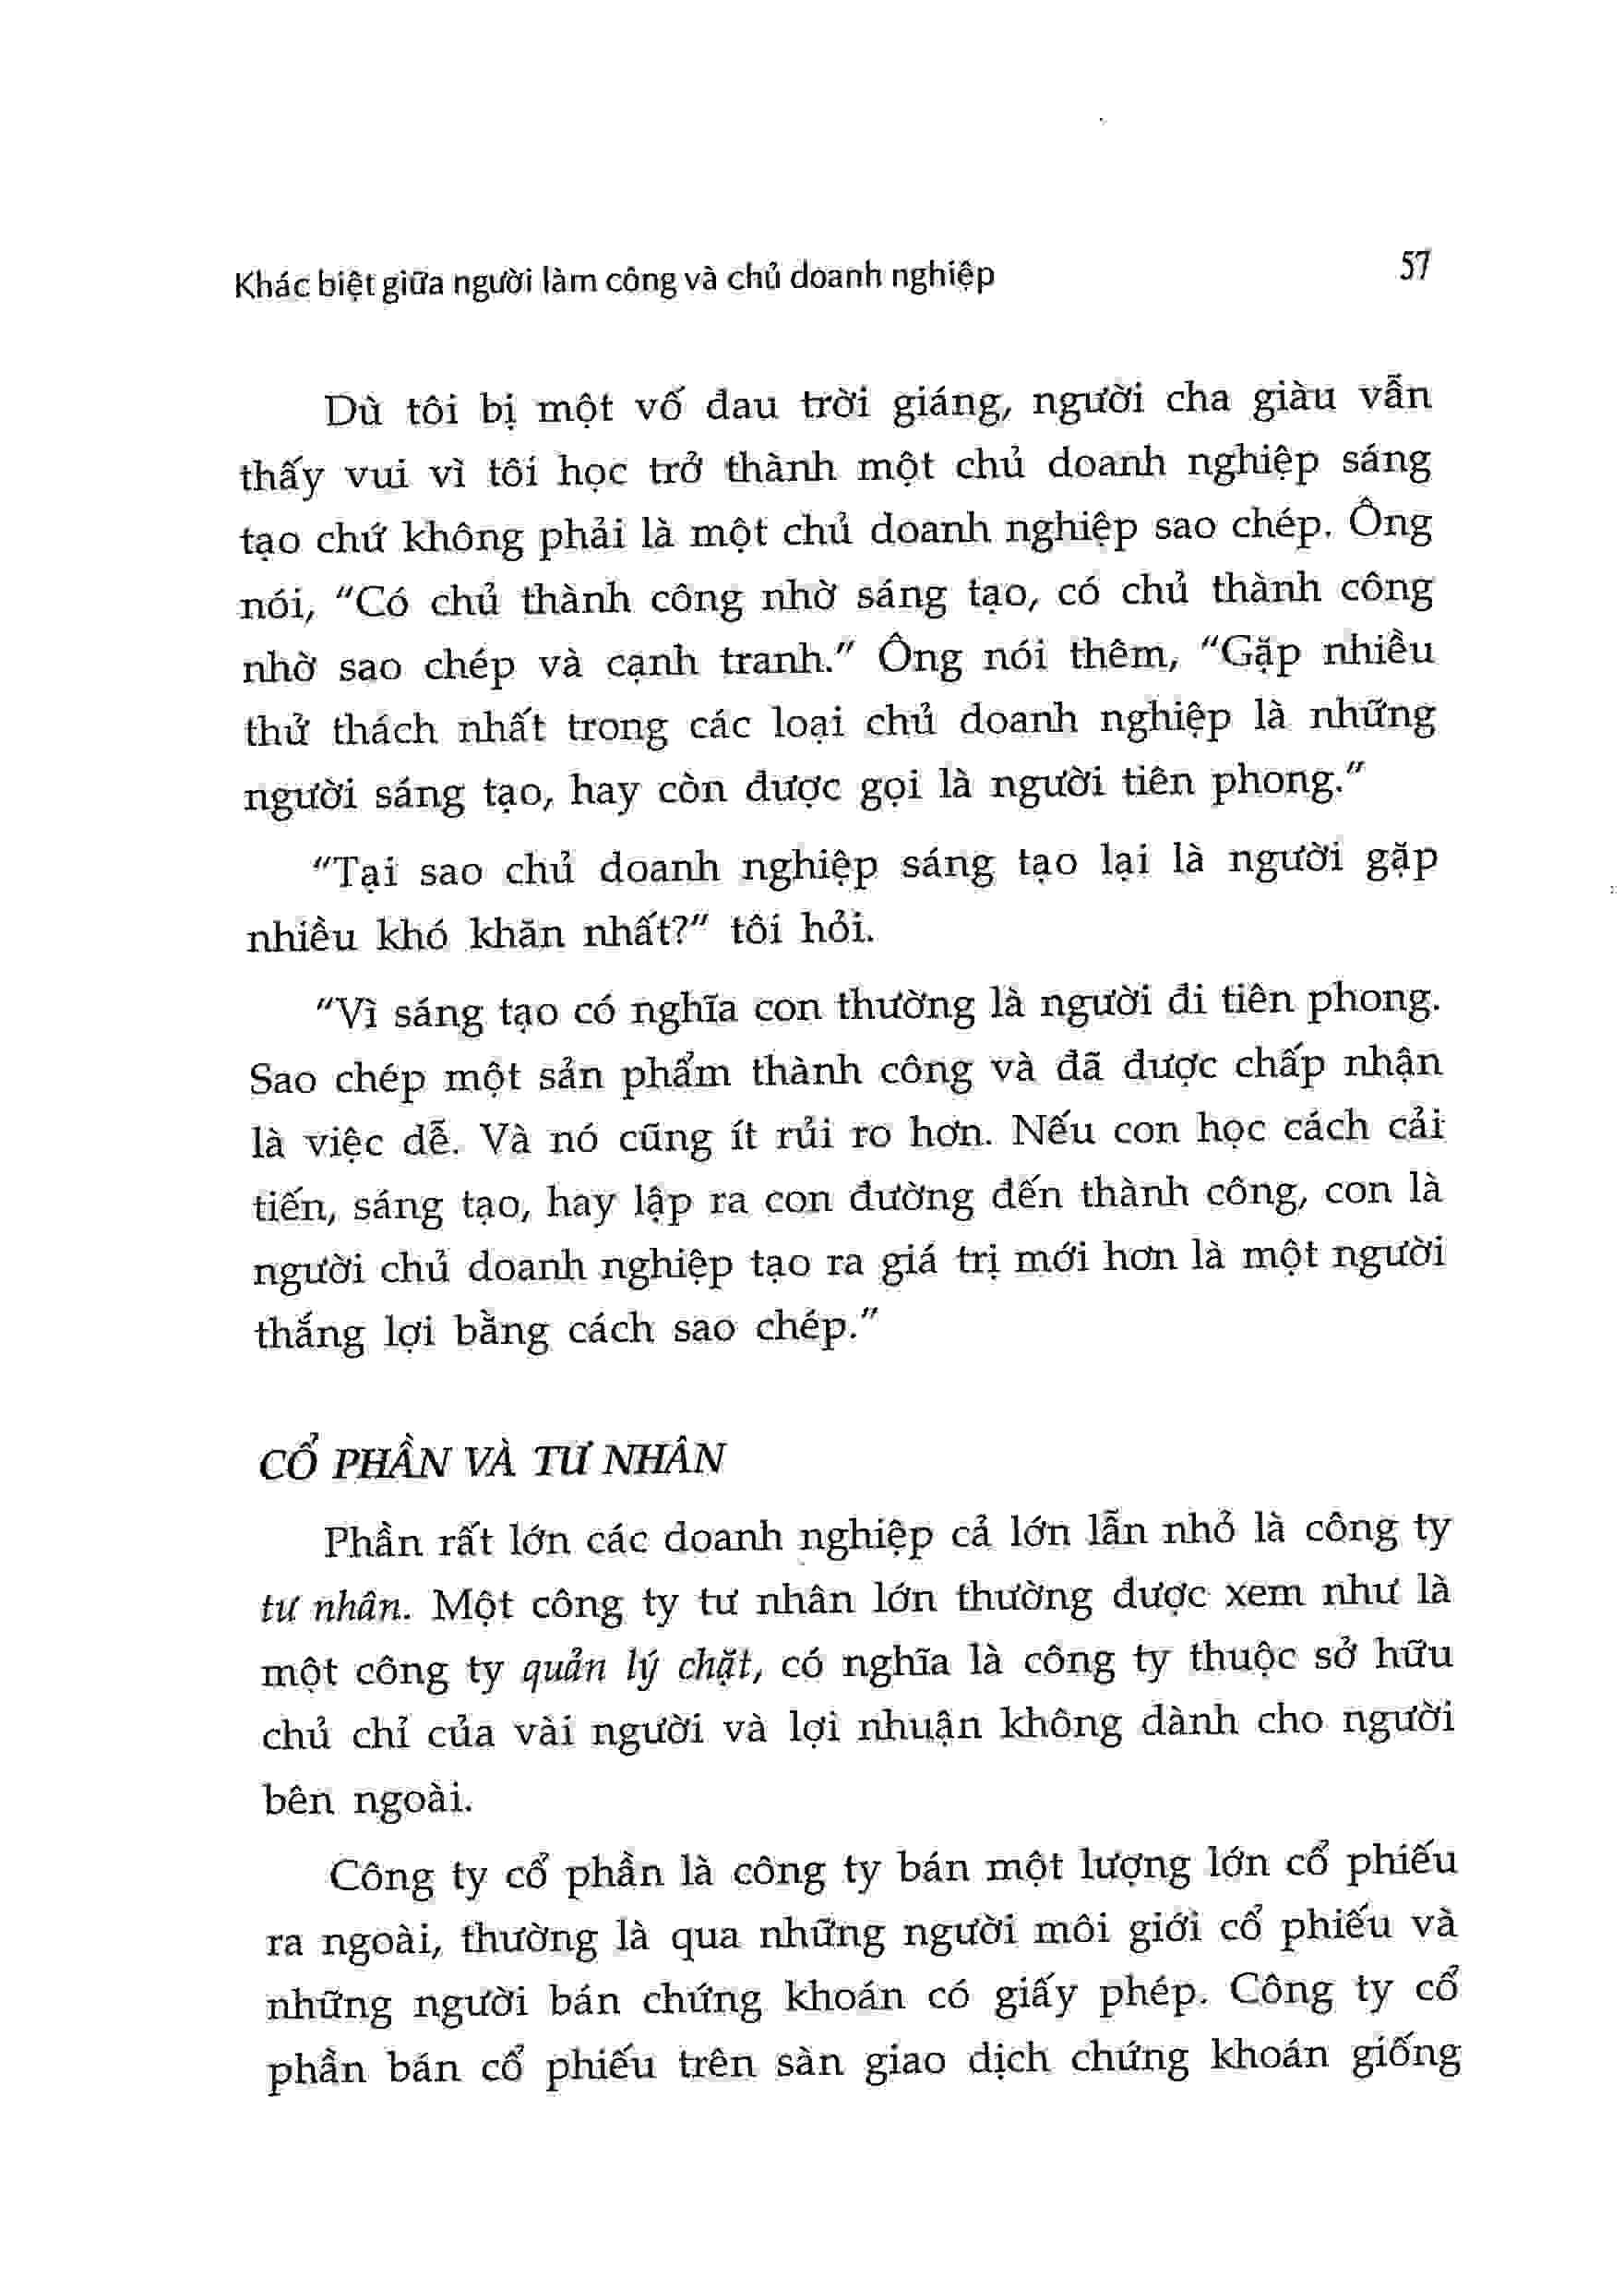 Khác biệt giữa người làm công và chủ doanh nghiệp 57
Dù tôi bị một vố đau trời giáng, người cha giàu vẫn
thấy vui vì tôi học trở thành một chủ doanh nghiệp sáng
tạo chứ không phải là một chủ doanh nghiệp sao chép. Ông
nói, "Có chủ thành công nhờ sáng tạo, có chủ thành công
nhờ sao chép và cạnh tranh." Ông nói thêm, "Gặp nhiều
thử thách nhất trong các loại chủ doanh nghiệp là những
người sáng tạo, hay còn được gọi là người tiên phong."
"Tại sao chủ doanh nghiệp sáng tạo lại là người gặp
nhiều khó khăn nhất?" tôi hỏi.
"Vì sáng tạo có nghĩa con thường là người đi tiên phong.
Sao chép một sản phẩm thành công và đã được chấp nhận
là việc dễ. Và nó cũng ít rủi ro hơn. Nếu con học cách cải
tiến, sáng tạo, hay lập ra con đường đến thành công, con là
người chủ doanh nghiệp tạo ra giá trị mới hơn là một người
thắng lợi bằng cách sao chép."
CỔ PHẦN VÀ TƯ NHÂN
Phần rất lớn các doanh nghiệp cả lớn lẫn nhỏ là công ty
tư nhân. Một công ty tư nhân lớn thường được xem như là
một công ty quản lý chặt, có nghĩa là công ty thuộc sở hữu
chủ chỉ của vài người và lợi nhuận không dành cho người
bên ngoài.
Công ty cổ phần là công ty bán một lượng lớn cổ phiếu
ra ngoài, thường là qua những người môi giới cổ phiếu và
những người bán chứng khoán có giấy phép. Công ty cổ
phần bán cổ phiếu trên sàn giao dịch chứng khoán giống